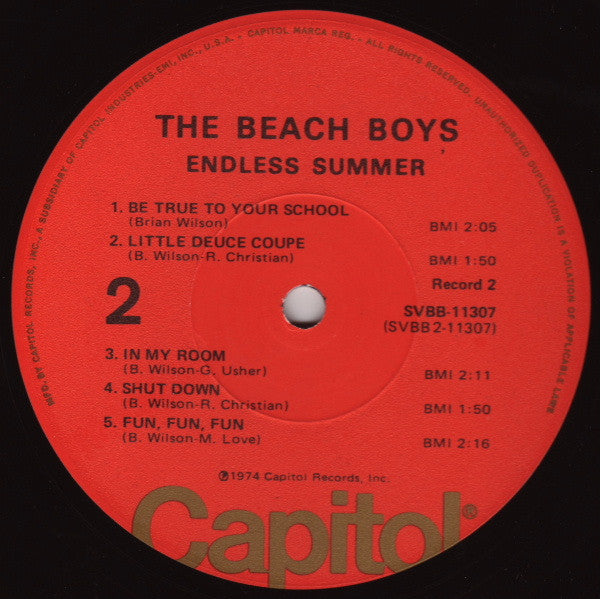 MFD. BY CAPITOL RECORDS, INC., A SUBSIDIARY OF CAPITOL INDUSTRIES-EMI, INC., U.S.A. - CAPITOL MARCA REG. - ALL RIGHTS RESERVED. UNAUTHORIZED DUPLICATION IS A VIOLATION OF APPLICABLE LAWS
THE BEACH BOYS
ENDLESS SUMMER
1. BE TRUE TO YOUR SCHOOL
(Brian Wilson) BMI 2:05
2. LITTLE DEUCE COUPE
(B. Wilson-R. Christian) BMI 1:50
2
Record 2
SVBB-11307
(SVBB2-11307)
3. IN MY ROOM
(B. Wilson-G. Usher) BMI 2:11
4. SHUT DOWN
(B. Wilson-R. Christian) BMI 1:50
5. FUN, FUN, FUN
(B. Wilson-M. Love) BMI 2:16
℗1974 Capitol Records, Inc.
Capitol®